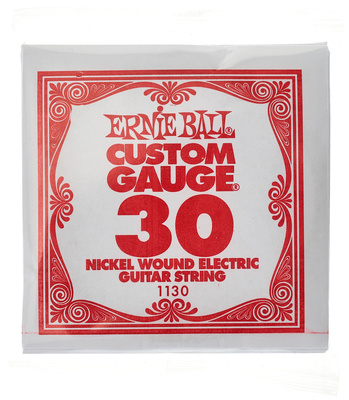 ERNIE BALL®
CUSTOM
GAUGE®
30
NICKEL WOUND ELECTRIC
GUITAR STRING
1130